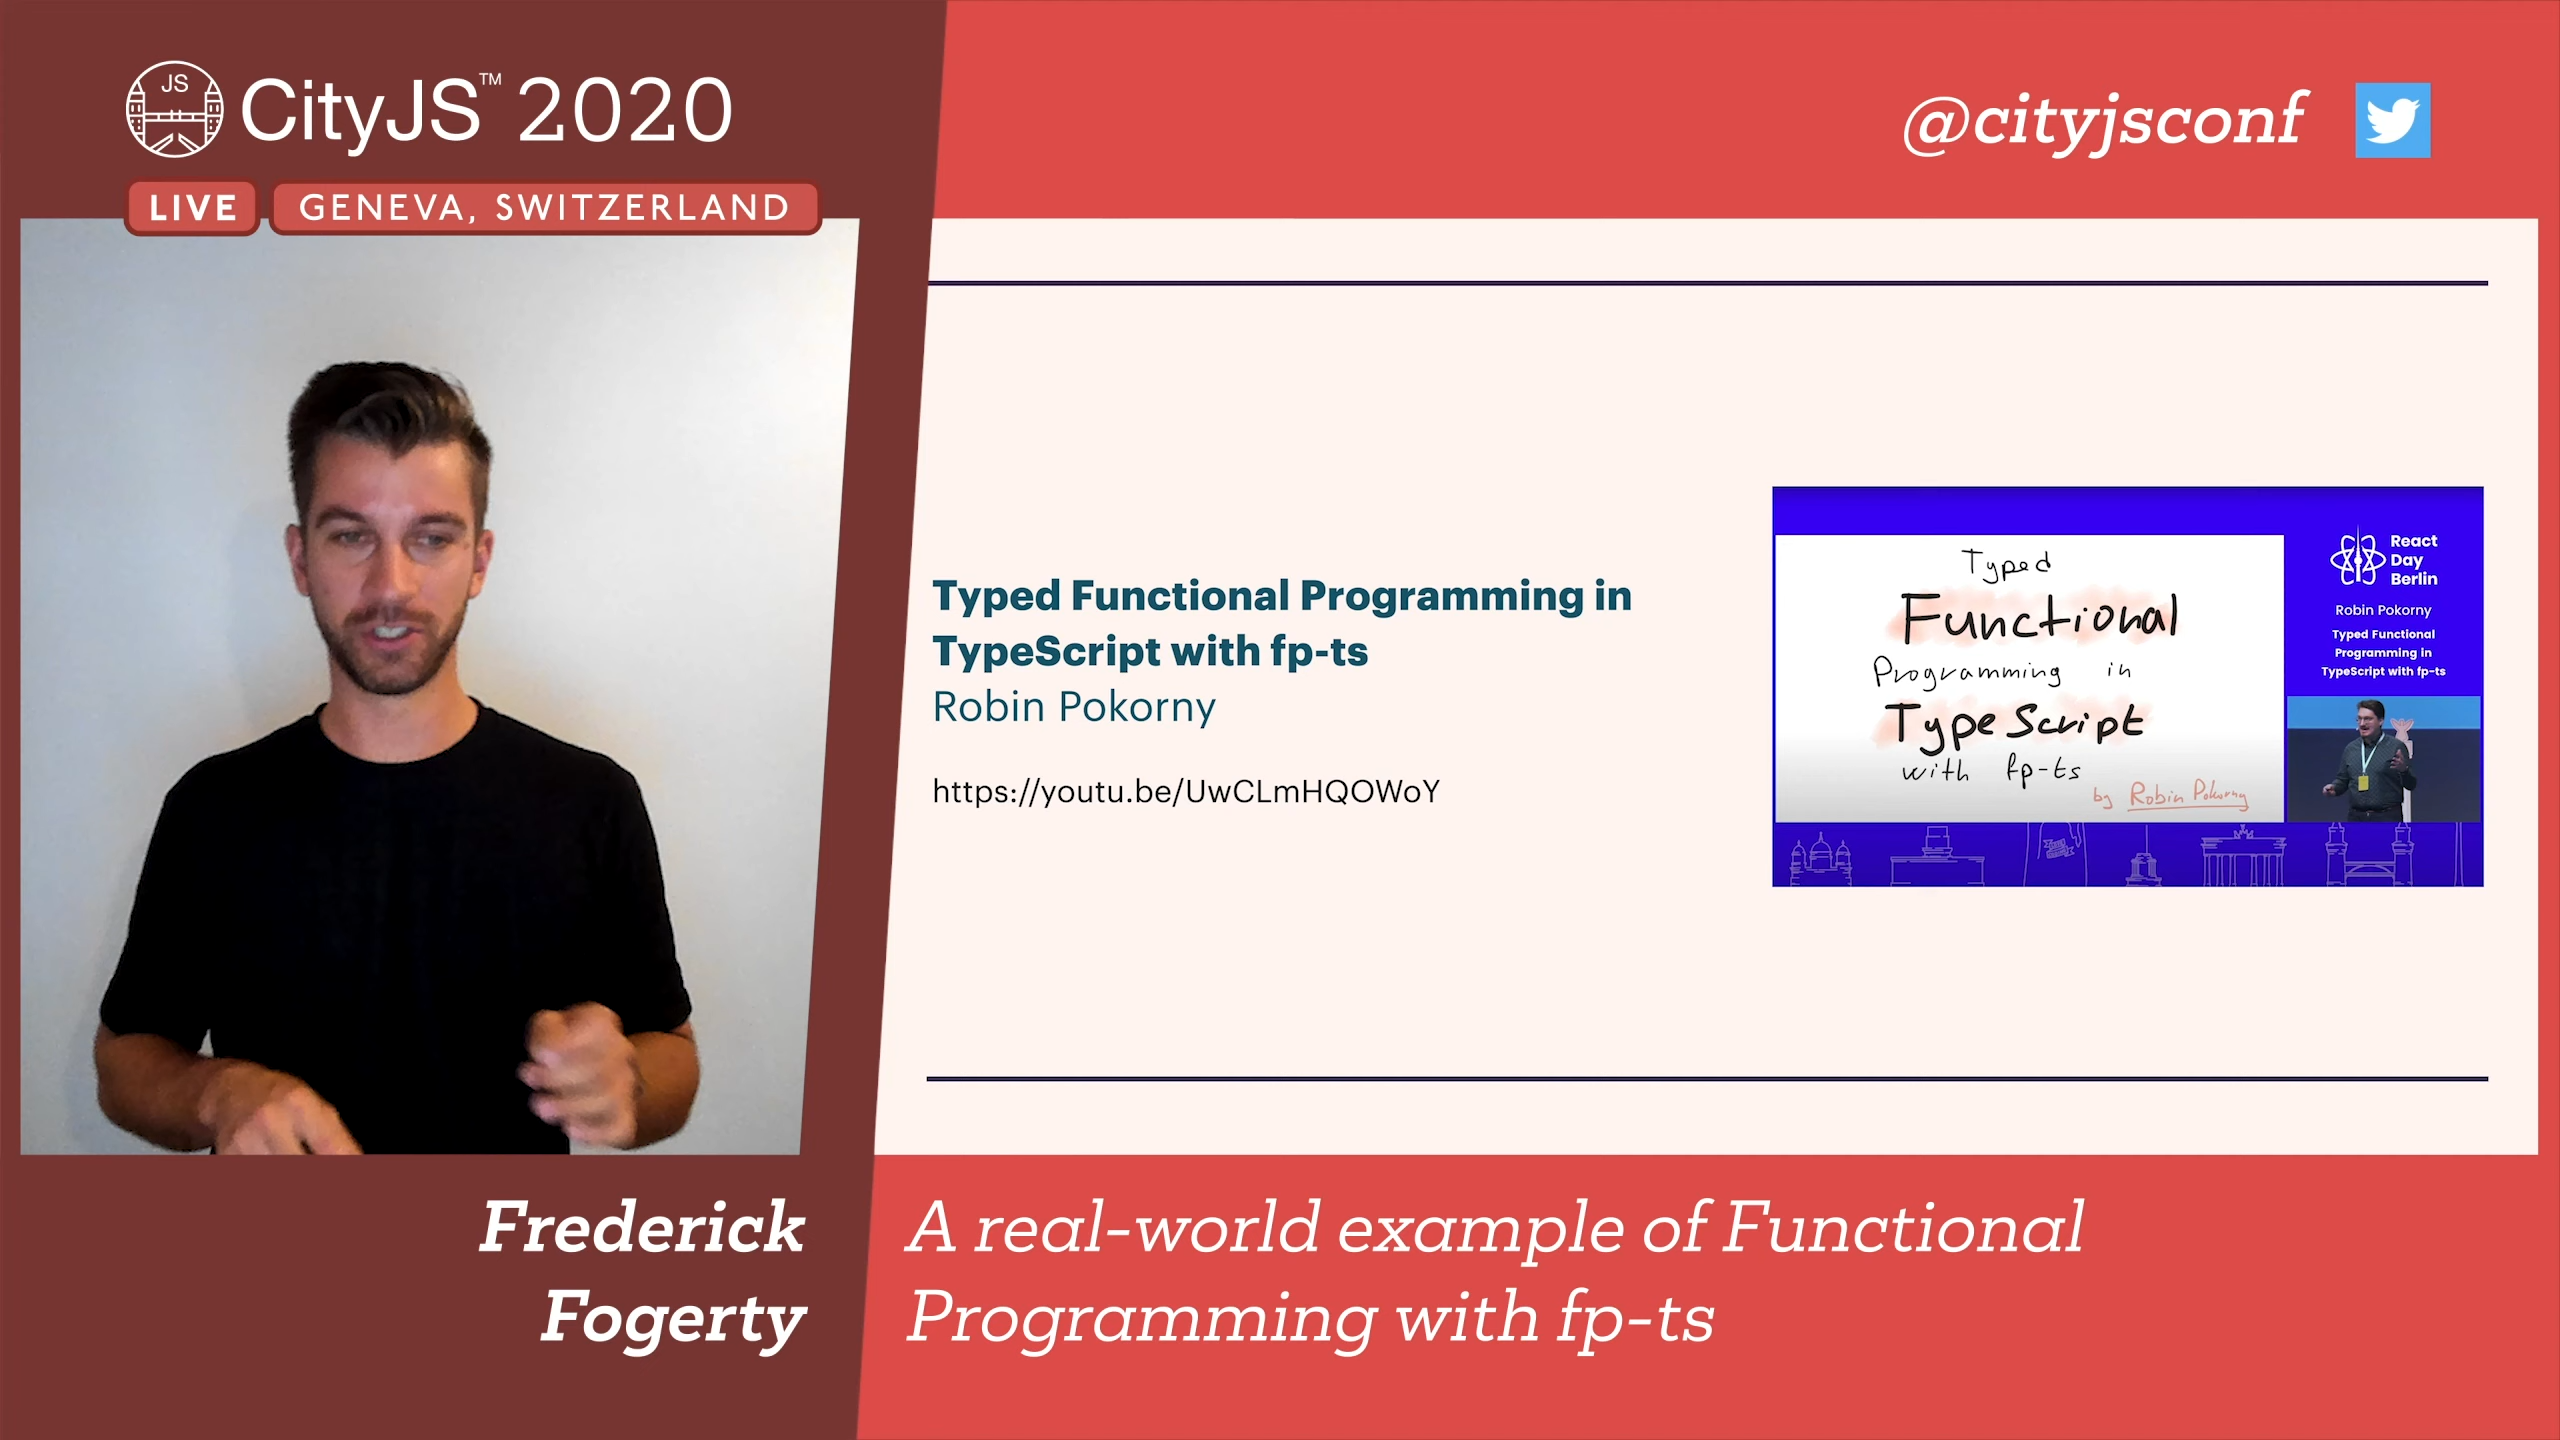 JS
CityJS™ 2020
@cityjsconf
LIVE
GENEVA, SWITZERLAND
Typed Functional Programming in
TypeScript with fp-ts
Robin Pokorny
https://youtu.be/UwCLmHQOWoY
Typed
Functional
Programming in
TypeScript
with fp-ts
by Robin Pokorny
React
Day
Berlin
Robin Pokorny
Typed Functional
Programming in
TypeScript with fp-ts
Frederick
Fogerty
A real-world example of Functional
Programming with fp-ts